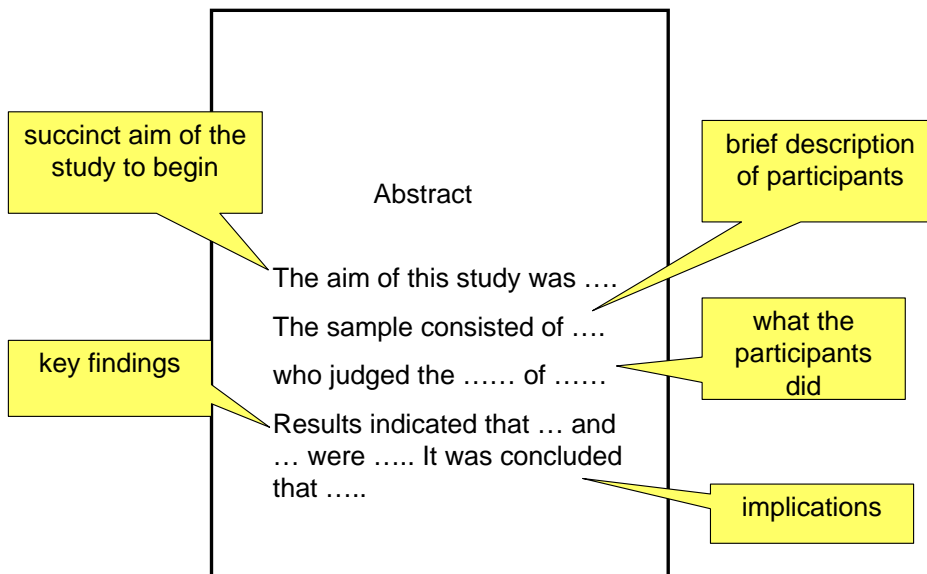 succinct aim of the
study to begin
brief description
of participants
Abstract
The aim of this study was ….
The sample consisted of ….
what the
participants
did
key findings
who judged the …… of ……
Results indicated that … and
… were ….. It was concluded
that …..
implications